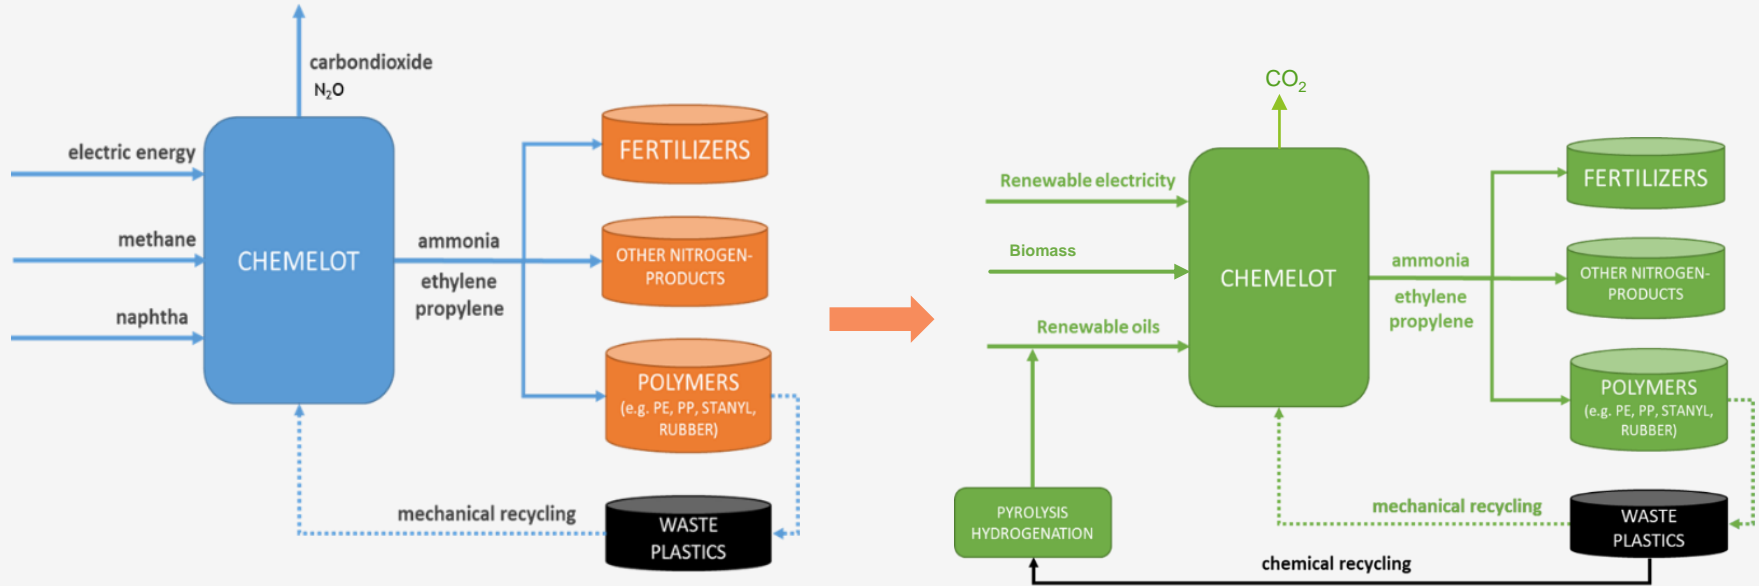 carbondioxide
N₂O
electric energy
methane
naphtha
CHEMELOT
ammonia
ethylene
propylene
FERTILIZERS
OTHER NITROGEN-
PRODUCTS
POLYMERS
(e.g. PE, PP, STANYL,
RUBBER)
mechanical recycling
WASTE
PLASTICS
CO₂
Renewable electricity
Biomass
Renewable oils
CHEMELOT
ammonia
ethylene
propylene
FERTILIZERS
OTHER NITROGEN-
PRODUCTS
POLYMERS
(e.g. PE, PP, STANYL,
RUBBER)
PYROLYSIS
HYDROGENATION
mechanical recycling
WASTE
PLASTICS
chemical recycling